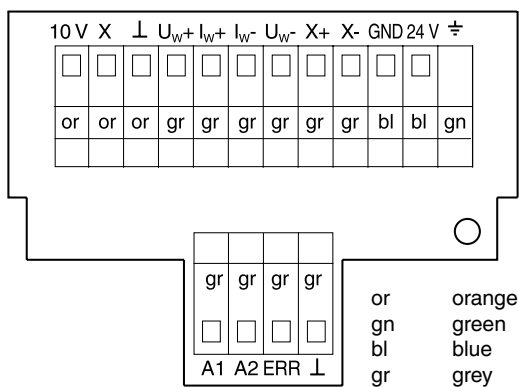 10 V X ⊥ Uw+ Iw+ Iw- Uw- X+ X- GND 24 V ⏚
or or or gr gr gr gr gr gr bl bl gn
gr gr gr gr
A1 A2 ERR ⊥
or orange
gn green
bl blue
gr grey